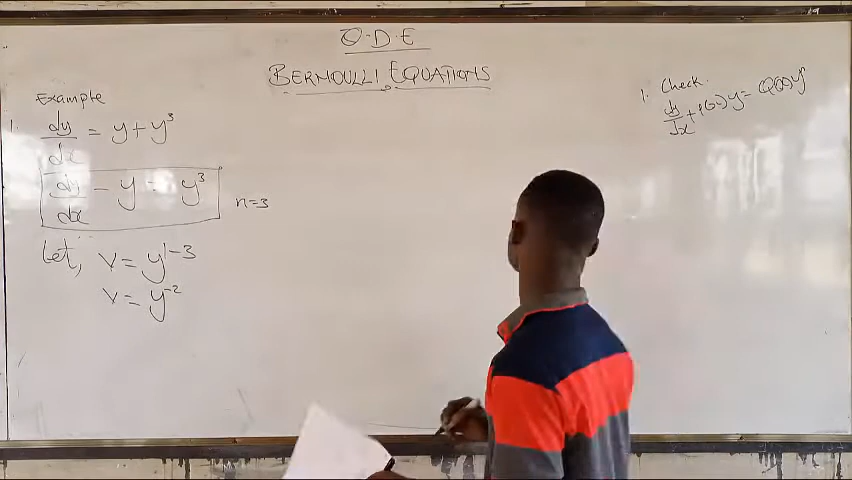 O.D.E
BERNOULLI EQUATIONS
Example
1. dy/dx = y + y³
dy/dx - y = y³
n=3
Let, v = y^1-3
v = y^-2
1. Check.
dy/dx + P(x)y = Q(x)yⁿ